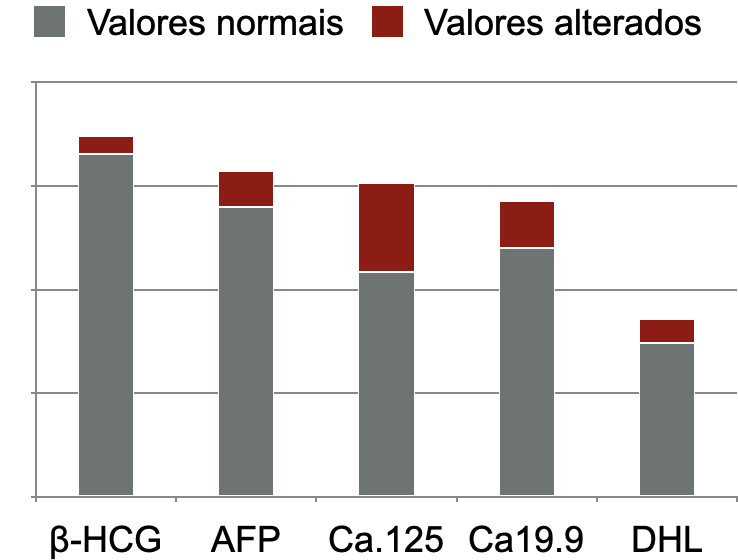 Valores normais Valores alterados
β-HCG AFP Ca.125 Ca19.9 DHL